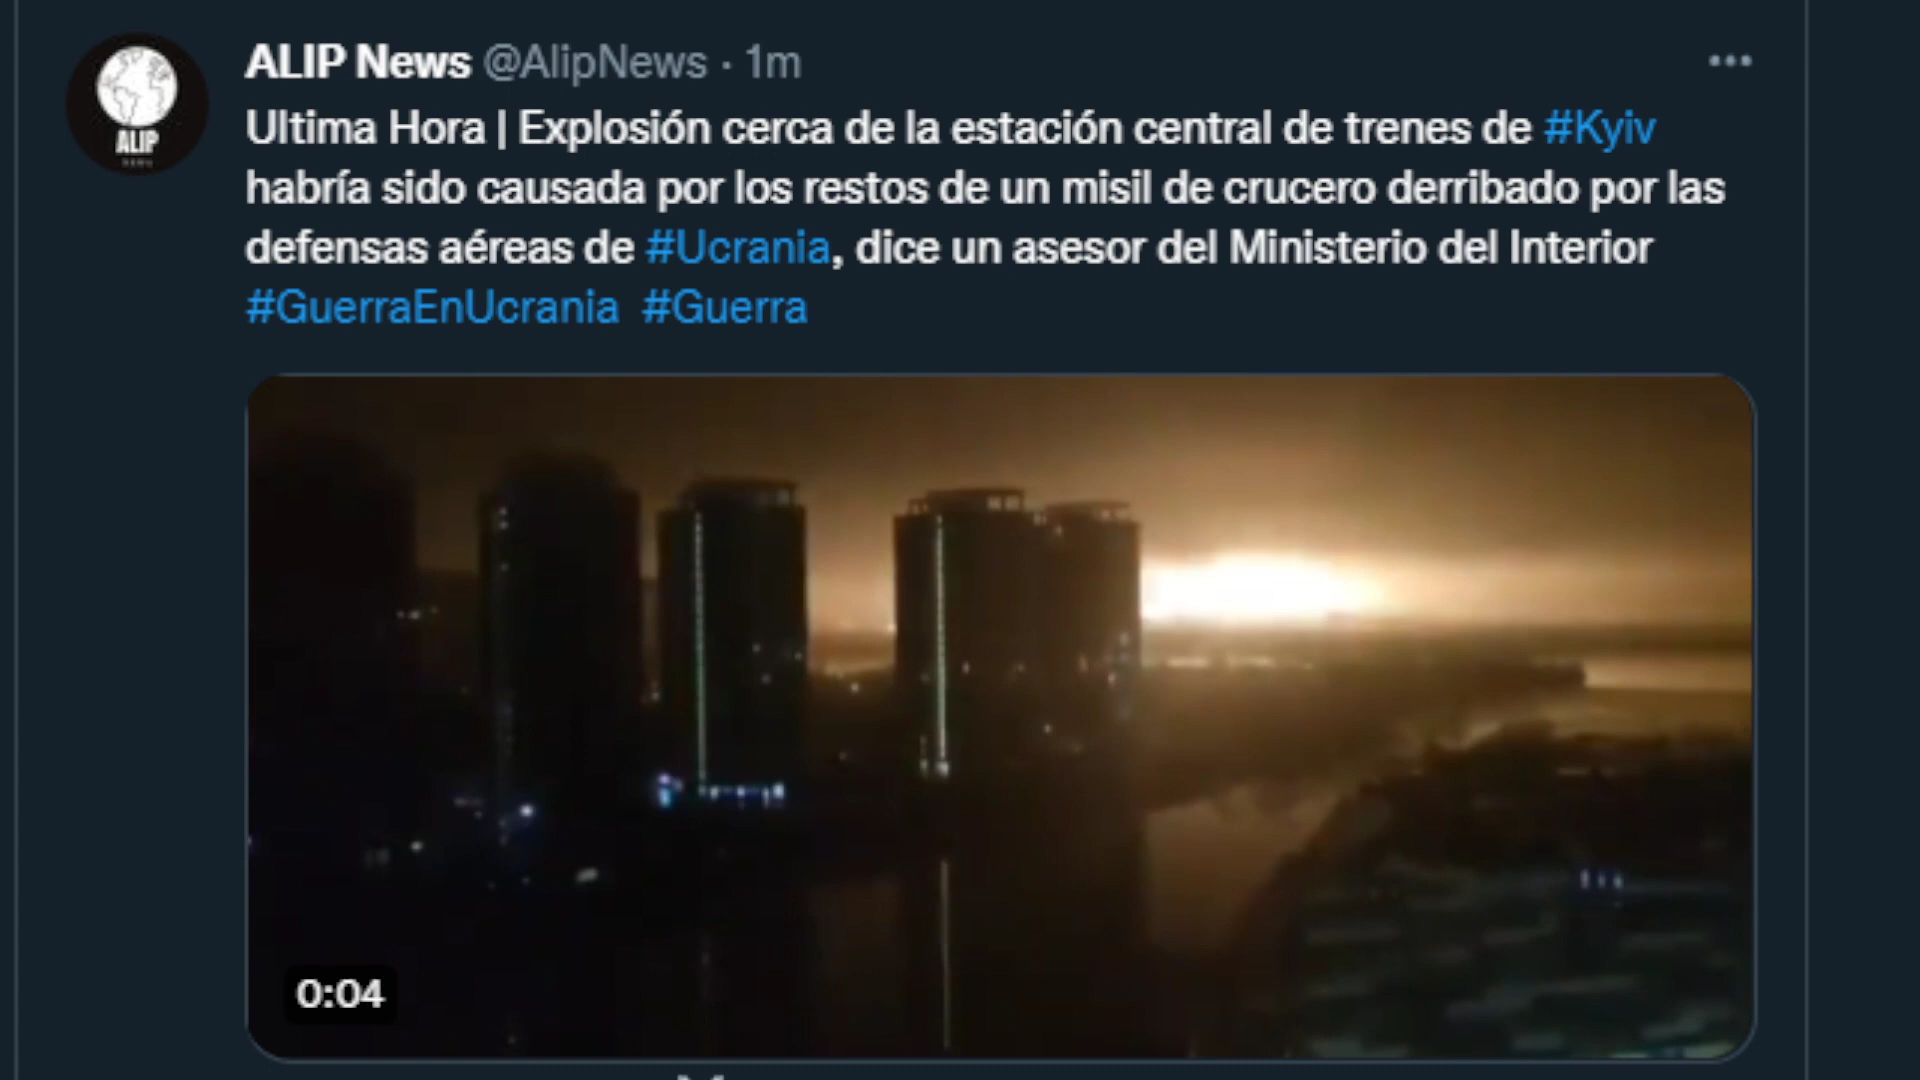 ALIP News @AlipNews · 1m
Ultima Hora | Explosión cerca de la estación central de trenes de #Kyiv
habría sido causada por los restos de un misil de crucero derribado por las
defensas aéreas de #Ucrania, dice un asesor del Ministerio del Interior
#GuerraEnUcrania #Guerra
ALIP
0:04